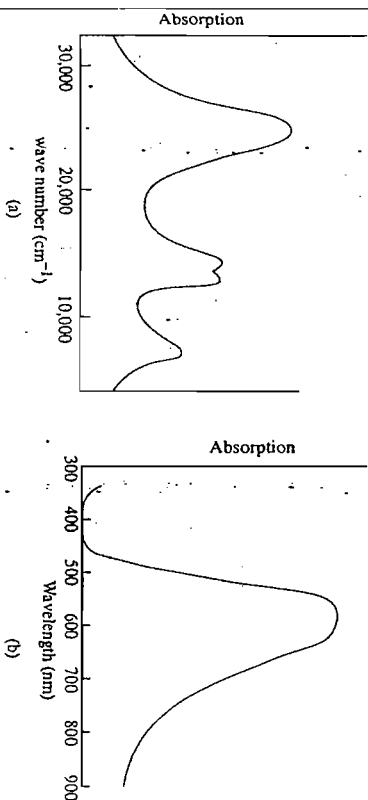 Absorption
30,000
20,000
10,000
wave number (cm⁻¹)
(a)
Absorption
300
400
500
600
700
800
900
Wavelength (nm)
(b)